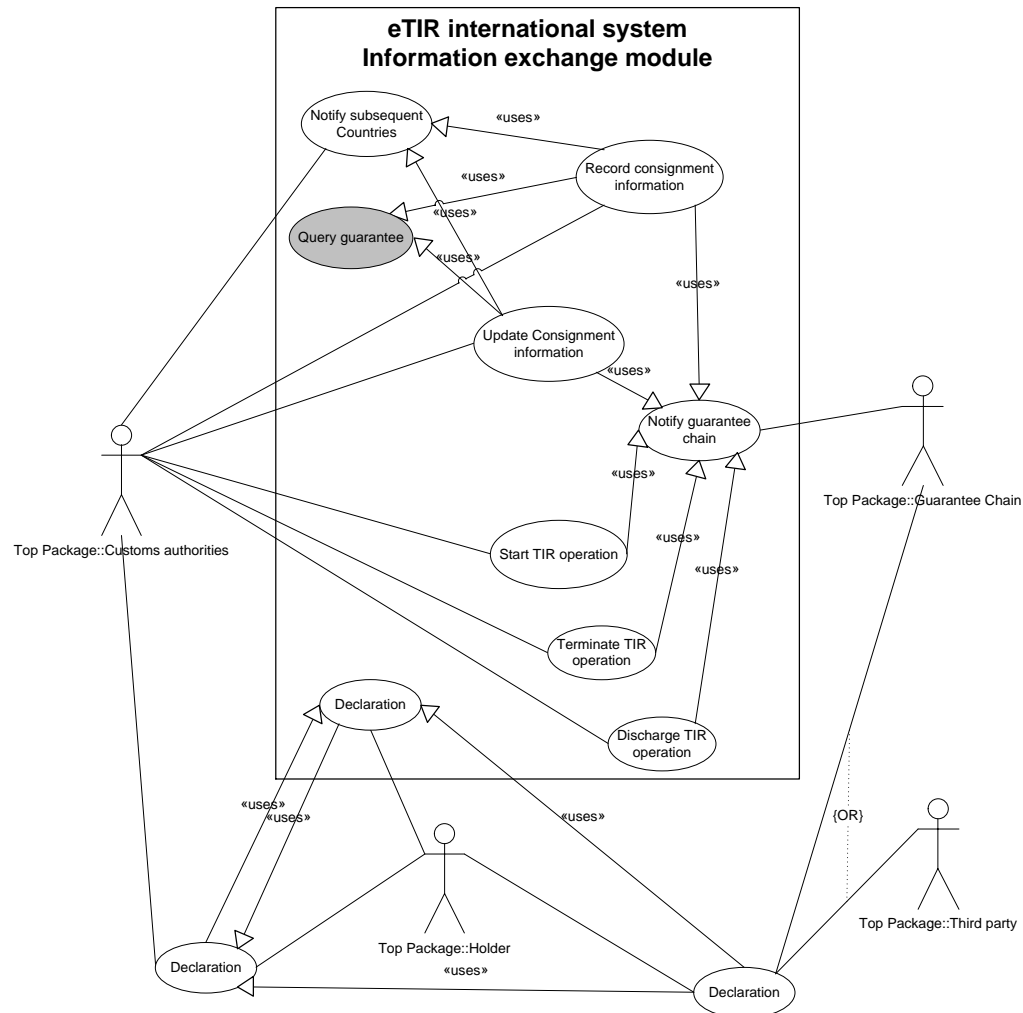 eTIR international system
Information exchange module
Notify subsequent
Countries
«uses»
Record consignment
information
«uses»
«uses»
Query guarantee
«uses»
«uses»
Update Consignment
information
«uses»
Notify guarantee
chain
«uses»
Top Package::Guarantee Chain
Top Package::Customs authorities
Start TIR operation
«uses»
«uses»
Terminate TIR
operation
Declaration
Discharge TIR
operation
«uses»
«uses»
«uses»
{OR}
Top Package::Holder
Top Package::Third party
Declaration
«uses»
Declaration